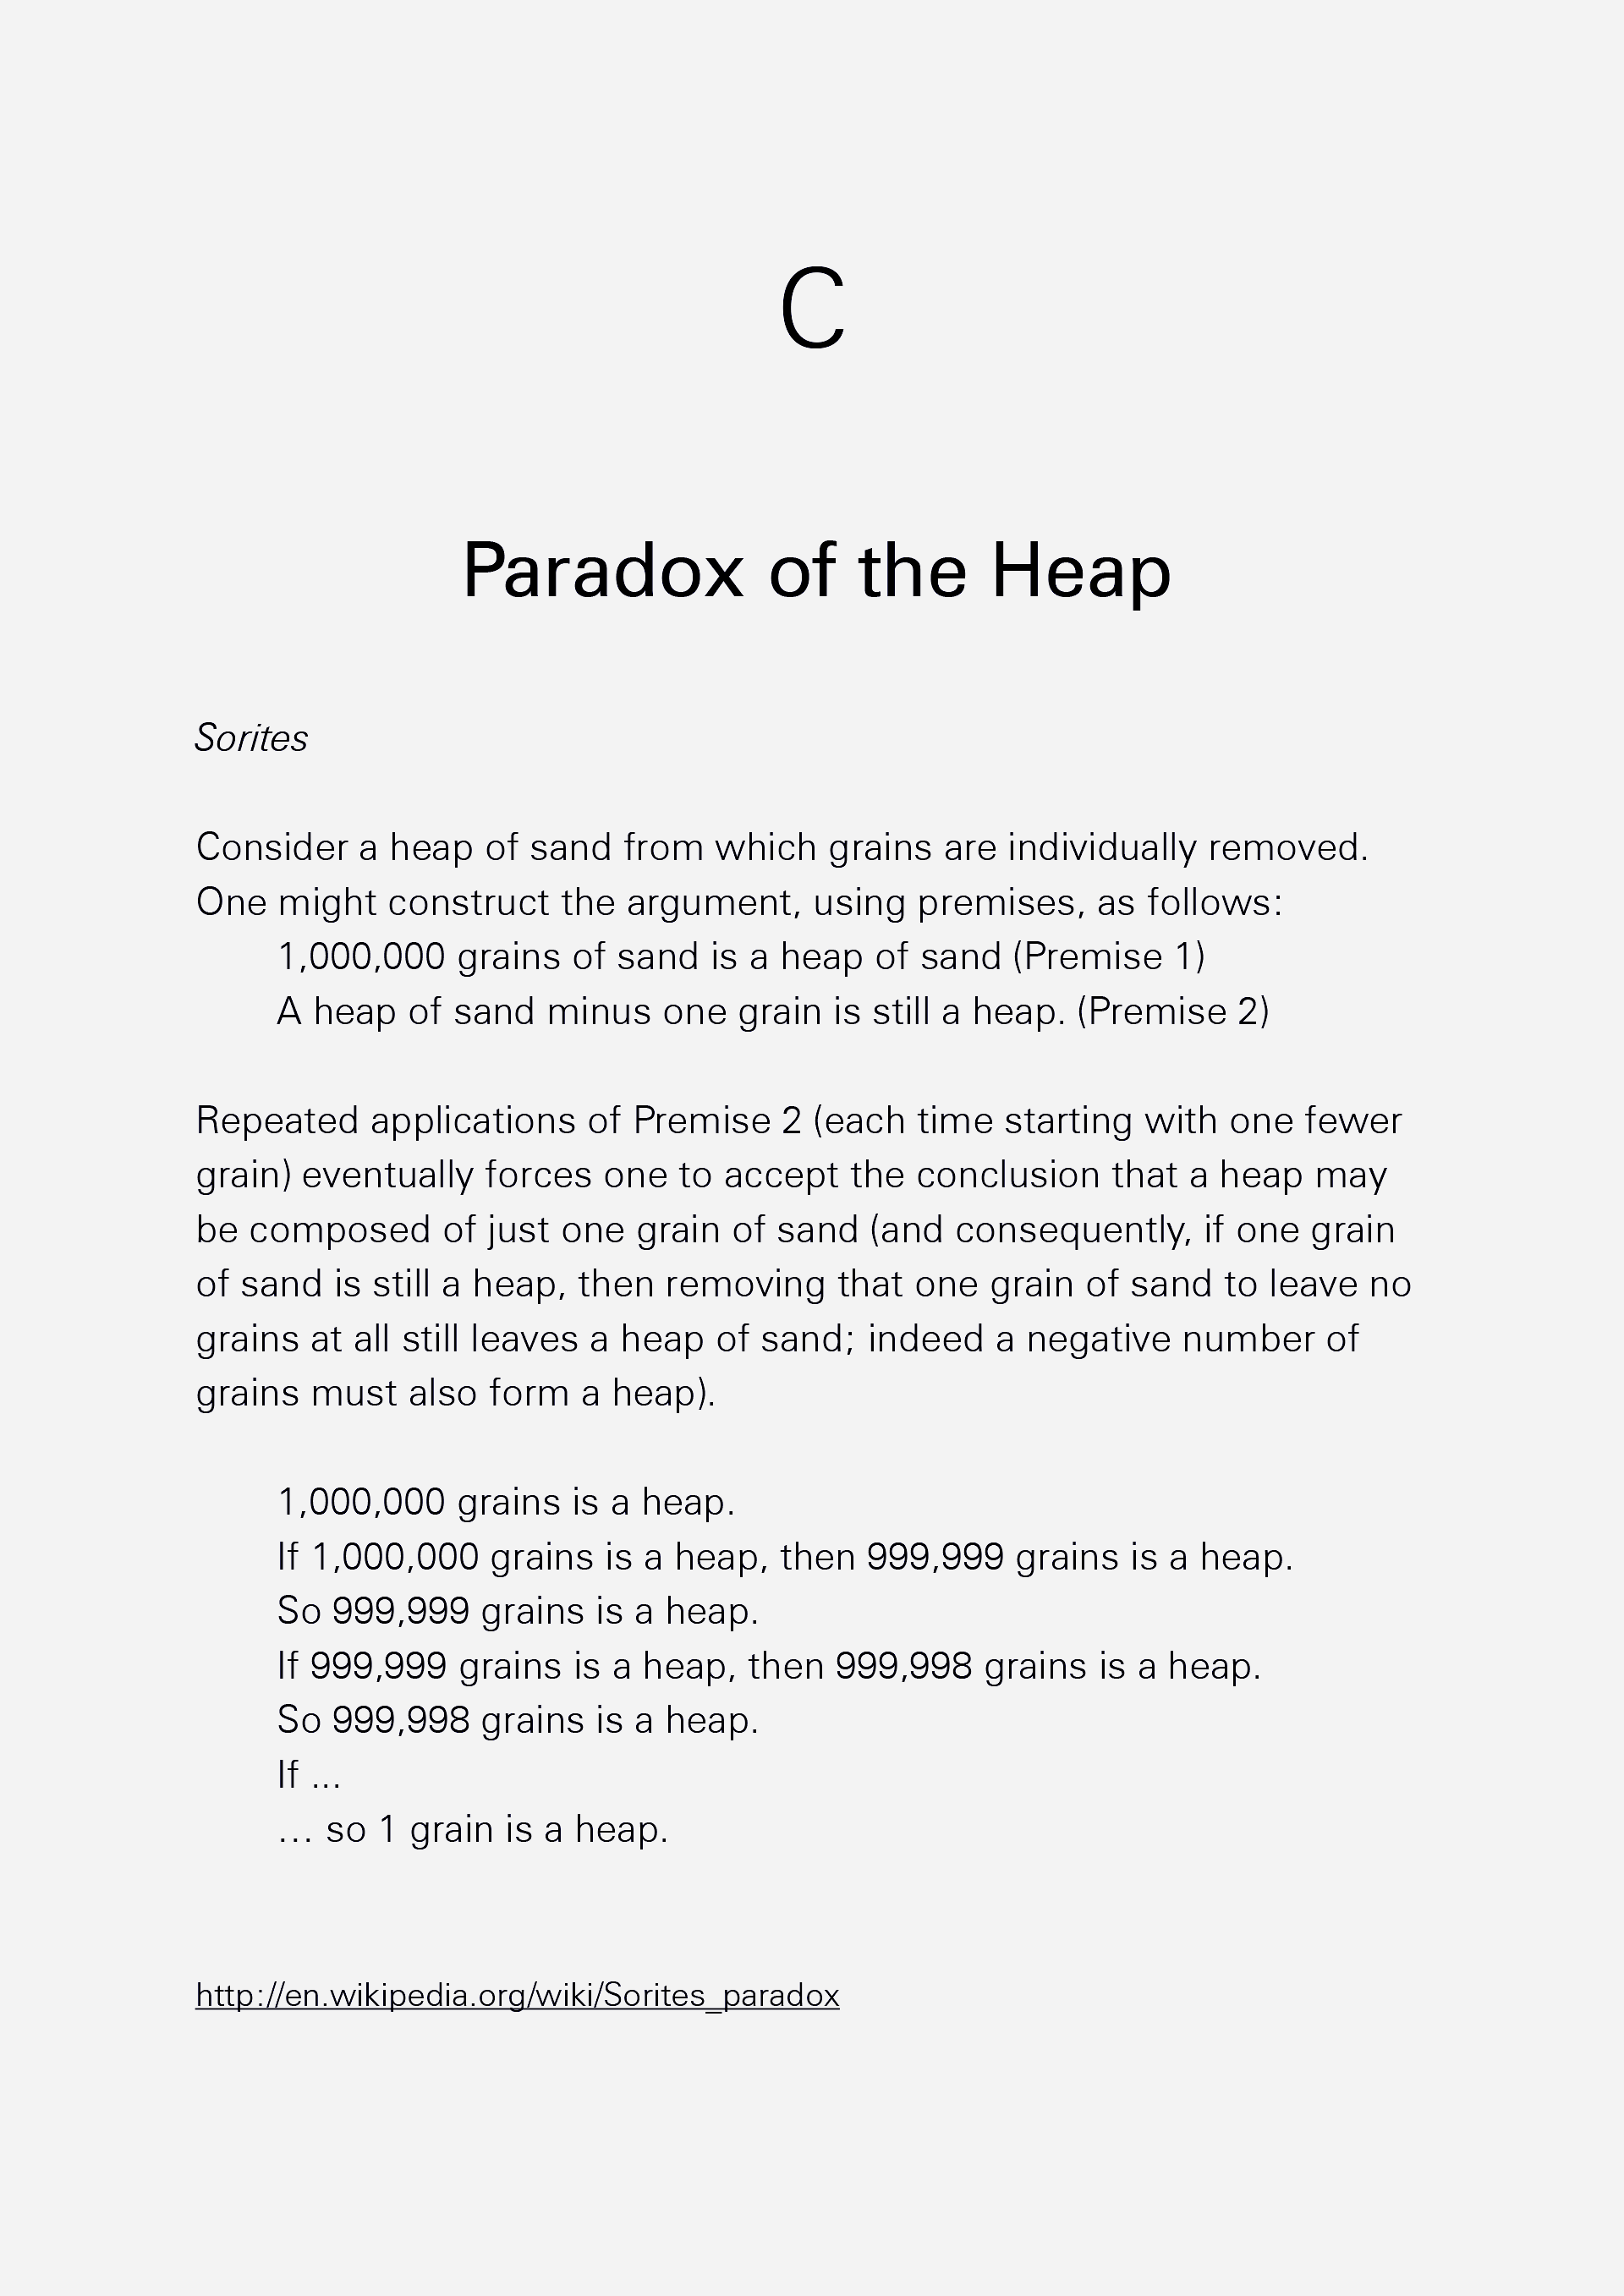 C
Paradox of the Heap
Sorites
Consider a heap of sand from which grains are individually removed.
One might construct the argument, using premises, as follows:
1,000,000 grains of sand is a heap of sand (Premise 1)
A heap of sand minus one grain is still a heap. (Premise 2)
Repeated applications of Premise 2 (each time starting with one fewer
grain) eventually forces one to accept the conclusion that a heap may
be composed of just one grain of sand (and consequently, if one grain
of sand is still a heap, then removing that one grain of sand to leave no
grains at all still leaves a heap of sand; indeed a negative number of
grains must also form a heap).
1,000,000 grains is a heap.
If 1,000,000 grains is a heap, then 999,999 grains is a heap.
So 999,999 grains is a heap.
If 999,999 grains is a heap, then 999,998 grains is a heap.
So 999,998 grains is a heap.
If ...
… so 1 grain is a heap.
http://en.wikipedia.org/wiki/Sorites_paradox